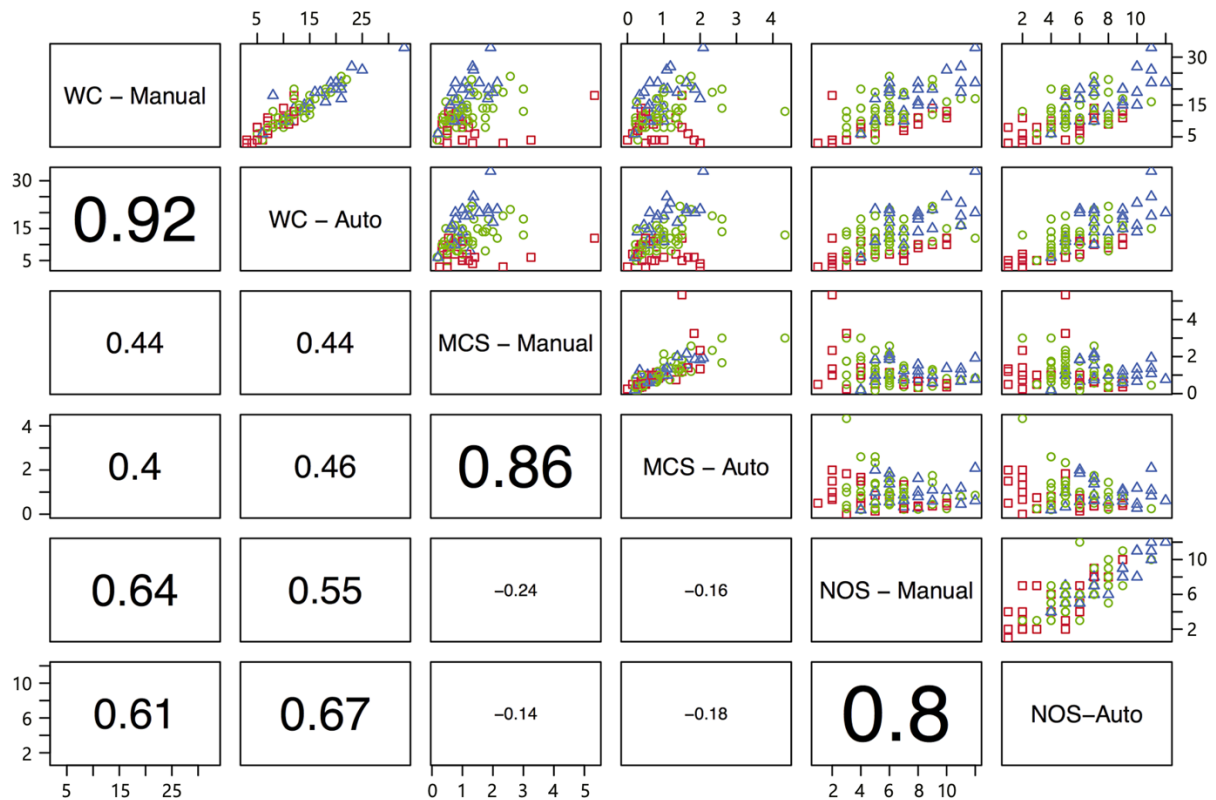 5 15 25
0 1 2 3 4
2 4 6 8 10
WC – Manual
5 15 30
30 15 5
0.92
WC – Auto
0.44
0.44
MCS – Manual
0 2 4
4 2 0
0.4
0.46
0.86
MCS – Auto
0.64
0.55
−0.24
−0.16
NOS – Manual
2 6 10
10 6 2
0.61
0.67
−0.14
−0.18
0.8
NOS–Auto
5 15 25
0 1 2 3 4 5
2 4 6 8 10